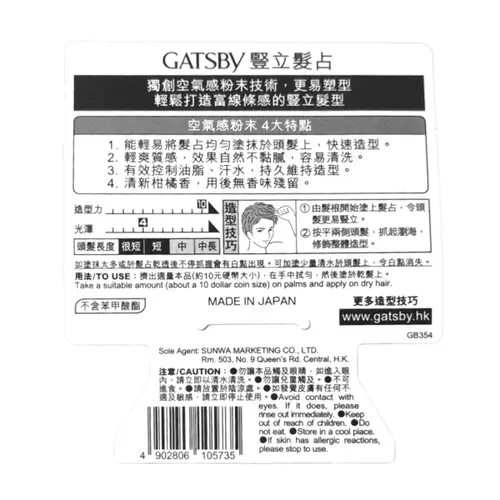 GATSBY 豎立髮占
獨創空氣感粉末技術，更易塑型
輕鬆打造富線條感的豎立髮型
空氣感粉末 4大特點
1. 能輕易將髮占均勻塗抹於頭髮上，快速造型。
2. 輕爽質感，效果自然不黏膩，容易清洗。
3. 有效控制油脂、汗水，持久維持造型。
4. 清新柑橘香，用後無香味殘留。
造型力 10
光澤 4
頭髮長度 很短 短 中 中長
造型技巧
①由髮根開始塗上髮占，令頭
髮更易豎立。
②按平兩側頭髮，抓起瀏海，
修飾整體造型。
如塗抹太多或於髮占乾透後不停抓握會有白點出現。可加塗少量清水於頭髮上，令白點消失。
用法/TO USE：擠出適量本品(約10元硬幣大小)，在手中拭勻，然後塗於乾髮上。
Take a suitable amount (about a 10 dollar coin size) on palms and apply on dry hair.
不含苯甲酸酯
MADE IN JAPAN
更多造型技巧
www.gatsby.hk
GB354
Sole Agent: SUNWA MARKETING CO., LTD.
Rm. 503, No. 9 Queen's Rd. Central, H.K.
注意/CAUTION：●勿讓本品觸及眼睛，如進入眼
內，請立即以清水清洗。●勿讓兒童觸及。●不可
進食。●請放置於陰涼處。●如發覺皮膚有任何不
適及敏感，請立即停止使用。●Avoid contact with
eyes. If it does, please
rinse out immediately. ●Keep
out of reach of children. ●Do
not eat. ●Store in a cool place.
●If skin has allergic reactions,
please stop to use.
4 902806 105735